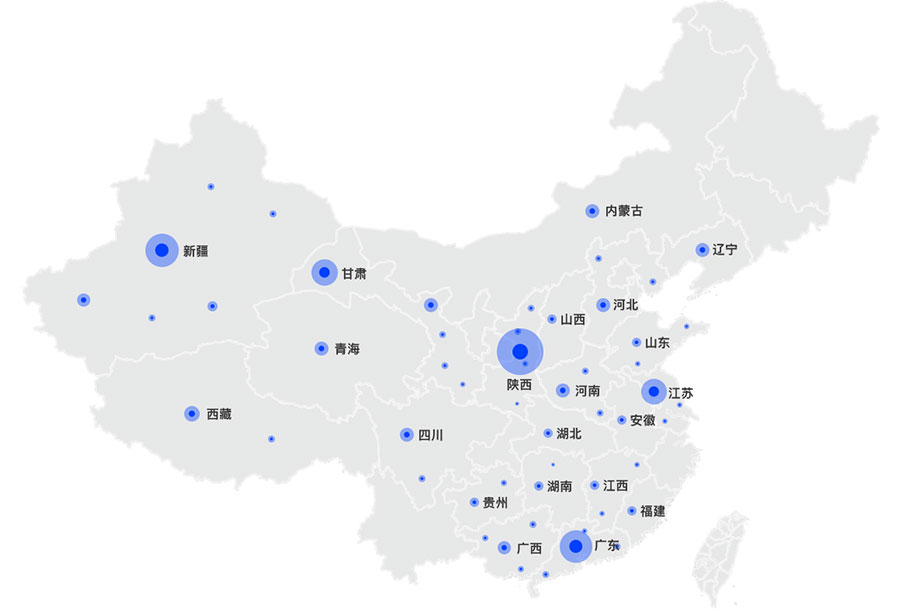 内蒙古
辽宁
新疆
甘肃
河北
山西
山东
青海
陕西
河南
江苏
西藏
安徽
四川
湖北
湖南
江西
贵州
福建
广西
广东